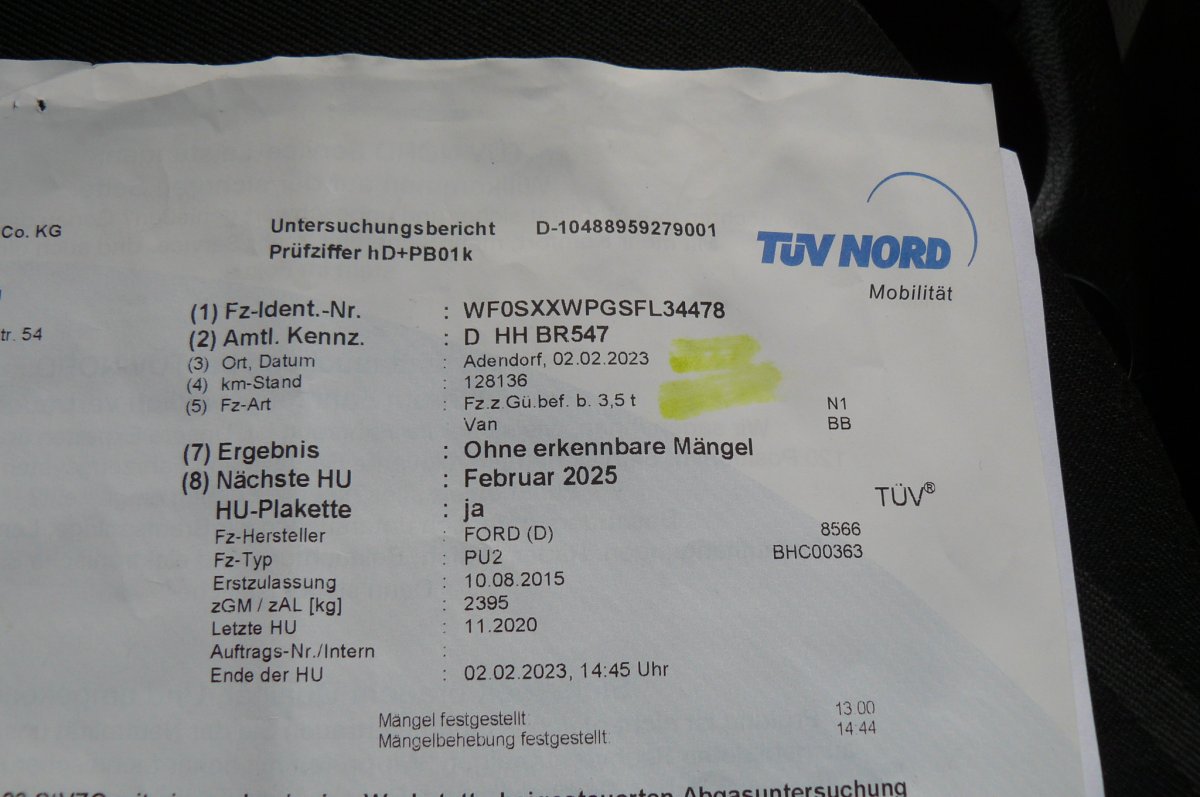 Co. KG
Untersuchungsbericht D-10488959279001
Prüfziffer hD+PB01k
TÜV NORD
Mobilität
tr. 54
(1) Fz-Ident.-Nr. : WF0SXXWPGSFL34478
(2) Amtl. Kennz. : D HH BR547
(3) Ort, Datum : Adendorf, 02.02.2023
(4) km-Stand : 128136
(5) Fz-Art : Fz.z.Gü.bef. b. 3,5 t N1
Van BB
(7) Ergebnis : Ohne erkennbare Mängel
(8) Nächste HU : Februar 2025
TÜV®
HU-Plakette : ja
Fz-Hersteller : FORD (D) 8566
Fz-Typ : PU2 BHC00363
Erstzulassung : 10.08.2015
zGM / zAL [kg] : 2395
Letzte HU : 11.2020
Auftrags-Nr./Intern :
Ende der HU : 02.02.2023, 14:45 Uhr
Mängel festgestellt: 13:00
Mängelbehebung festgestellt: 14:44
Abgasuntersuchung